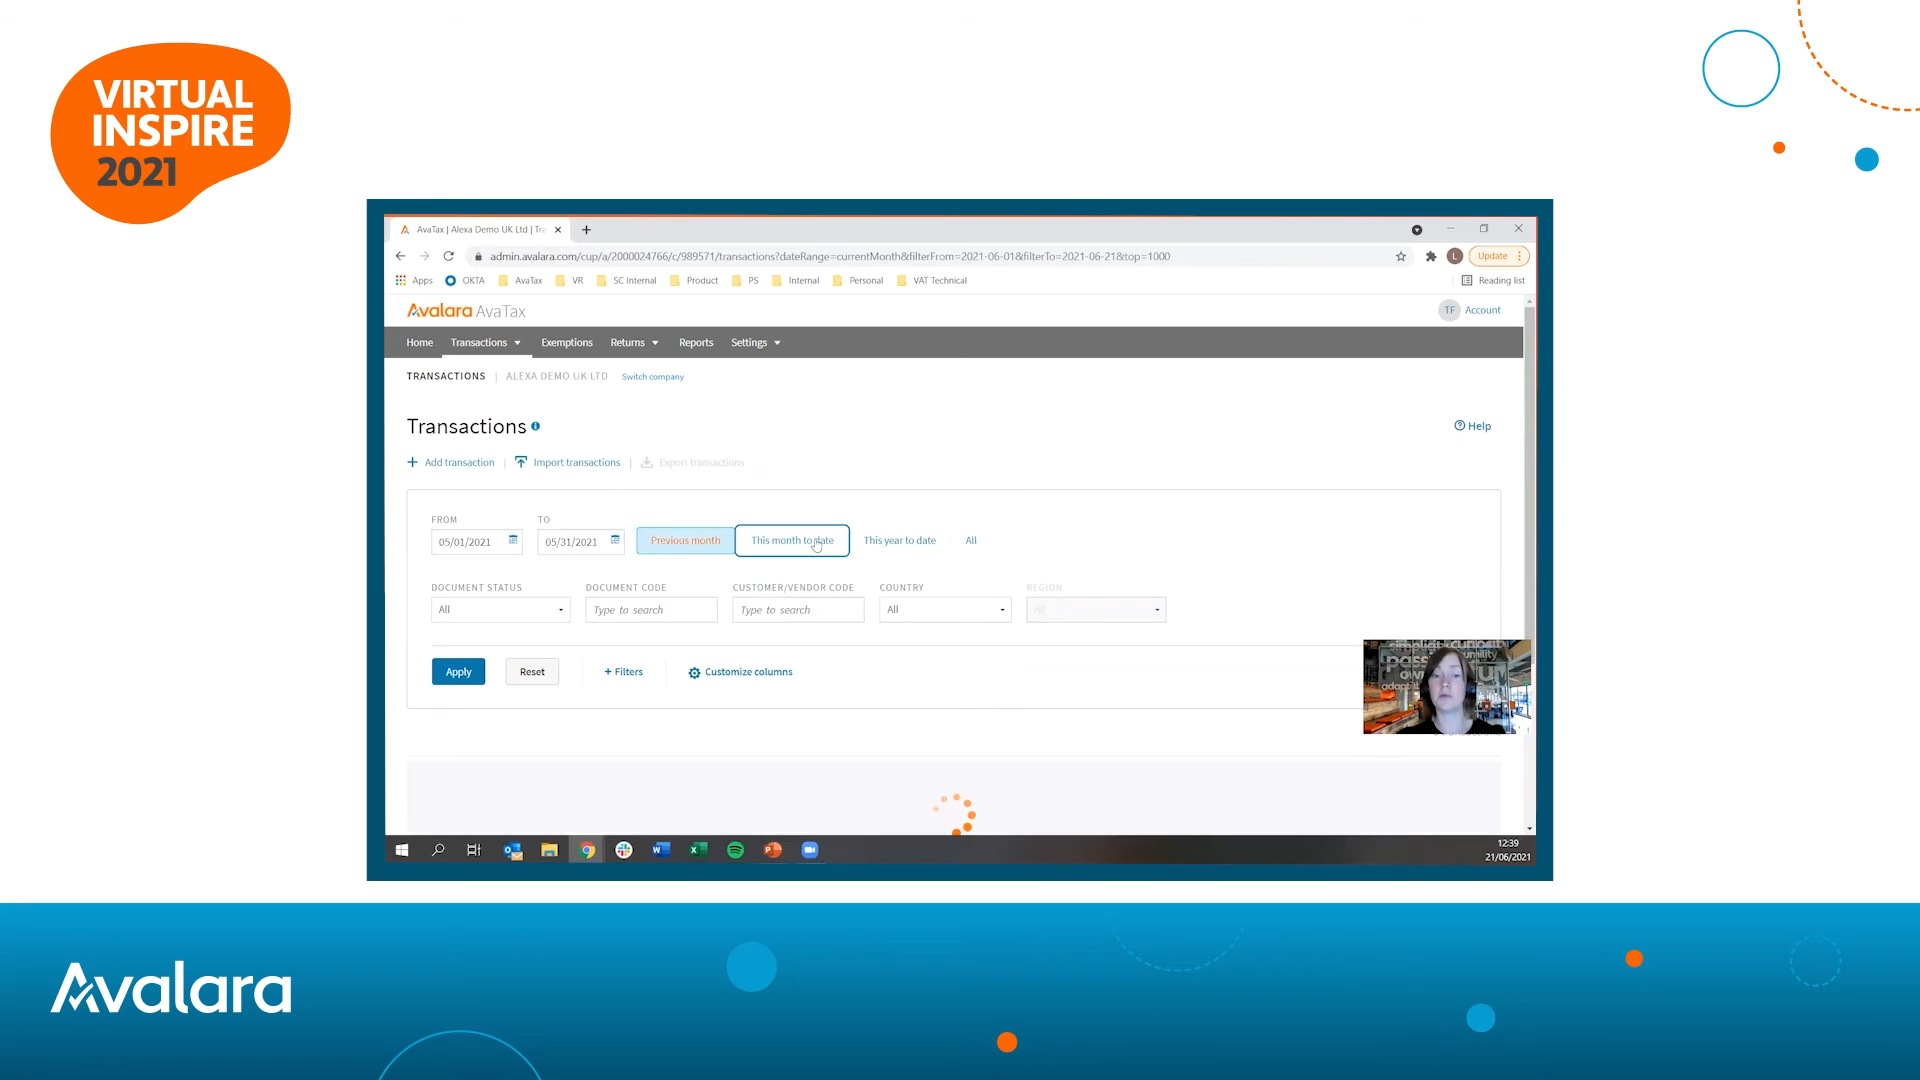 VIRTUAL
INSPIRE
2021
AvaTax | Alexa Demo UK Ltd | Tra
admin.avalara.com/cup/a/2000024766/c/989571/transactions?dateRange=currentMonth&filterFrom=2021-06-01&filterTo=2021-06-21&top=1000
L
Update
Apps OKTA AvaTax VR SC Internal Product PS Internal Personal VAT Technical Reading list
Avalara AvaTax
TF Account
Home Transactions Exemptions Returns Reports Settings
TRANSACTIONS | ALEXA DEMO UK LTD Switch company
Transactions
Help
Add transaction | Import transactions | Export transactions
FROM TO
05/01/2021 05/31/2021 Previous month This month to date This year to date All
DOCUMENT STATUS DOCUMENT CODE CUSTOMER/VENDOR CODE COUNTRY REGION
All Type to search Type to search All
Apply Reset + Filters Customize columns
12:39
21/06/2021
Avalara